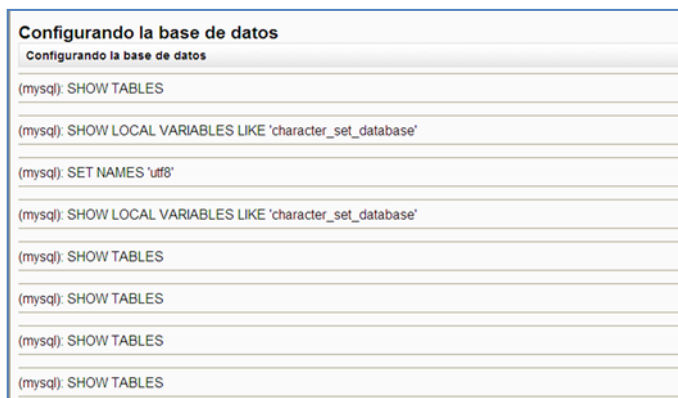 Configurando la base de datos
Configurando la base de datos
(mysql): SHOW TABLES
(mysql): SHOW LOCAL VARIABLES LIKE 'character_set_database'
(mysql): SET NAMES 'utf8'
(mysql): SHOW LOCAL VARIABLES LIKE 'character_set_database'
(mysql): SHOW TABLES
(mysql): SHOW TABLES
(mysql): SHOW TABLES
(mysql): SHOW TABLES